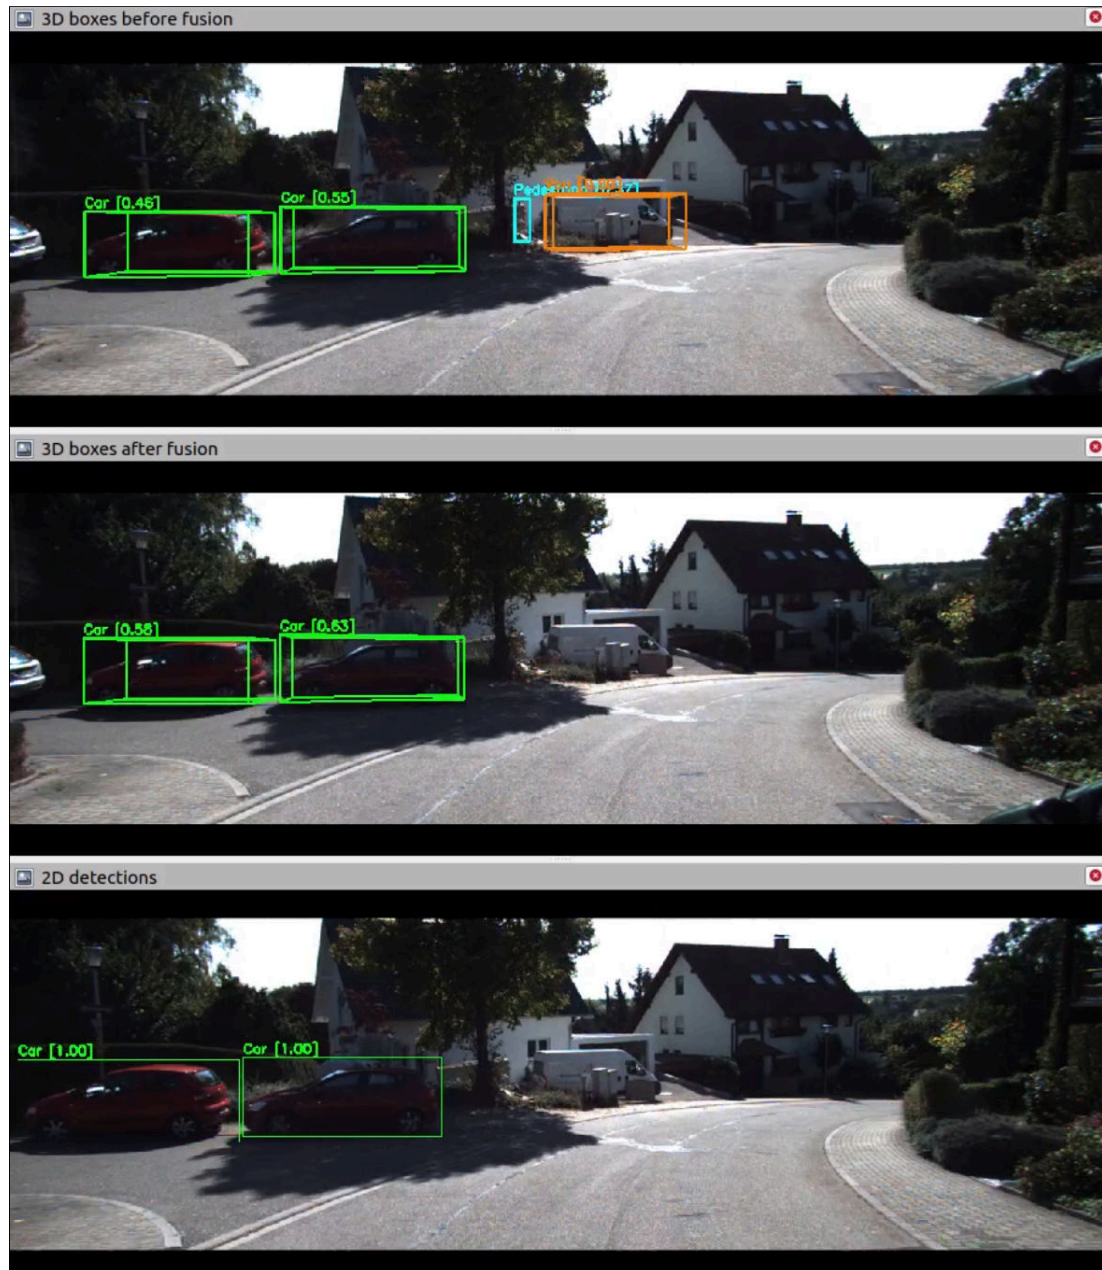 3D boxes before fusion
Car [0.46]
Car [0.55]
3D boxes after fusion
Car [0.58]
Car [0.63]
2D detections
Car [1.00]
Car [1.00]